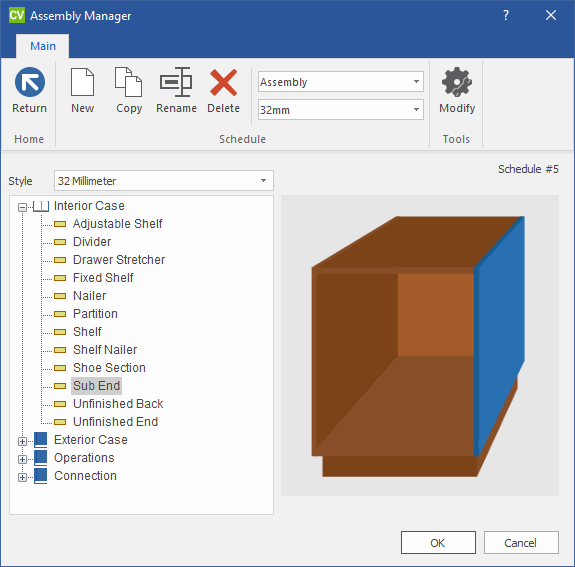 CV Assembly Manager ?
Main
Return New Copy Rename Delete Assembly 32mm Modify
Home Schedule Tools
Schedule #5
Style 32 Millimeter
Interior Case
Adjustable Shelf
Divider
Drawer Stretcher
Fixed Shelf
Nailer
Partition
Shelf
Shelf Nailer
Shoe Section
Sub End
Unfinished Back
Unfinished End
Exterior Case
Operations
Connection
OK Cancel